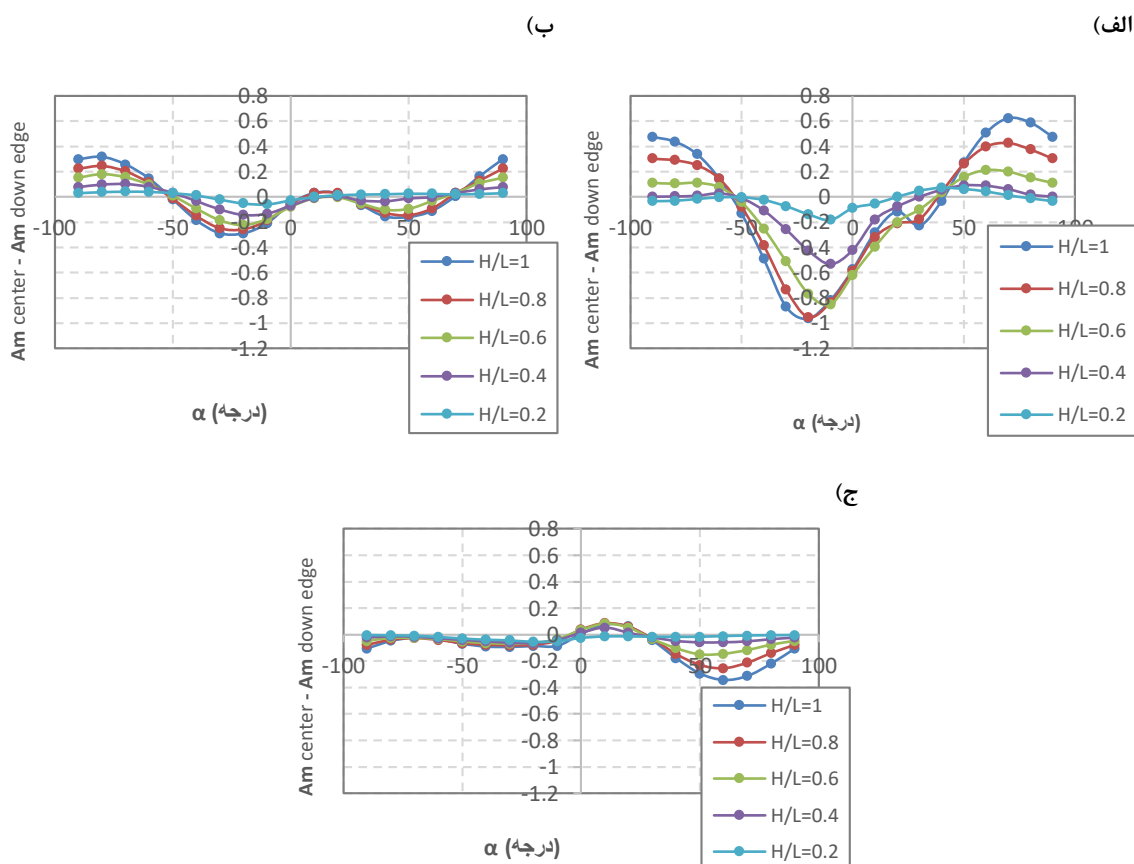 الف)
0.8
0.6
0.4
0.2
0
-0.2
-0.4
-0.6
-0.8
-1
-1.2
-100 -50 0 50 100
Am center - Am down edge
α (درجه)
H/L=1
H/L=0.8
H/L=0.6
H/L=0.4
H/L=0.2
ب)
0.8
0.6
0.4
0.2
0
-0.2
-0.4
-0.6
-0.8
-1
-1.2
-100 -50 0 50 100
Am center - Am down edge
α (درجه)
H/L=1
H/L=0.8
H/L=0.6
H/L=0.4
H/L=0.2
ج)
0.8
0.6
0.4
0.2
0
-0.2
-0.4
-0.6
-0.8
-1
-1.2
-100 -50 0 50 100
Am center - Am down edge
α (درجه)
H/L=1
H/L=0.8
H/L=0.6
H/L=0.4
H/L=0.2